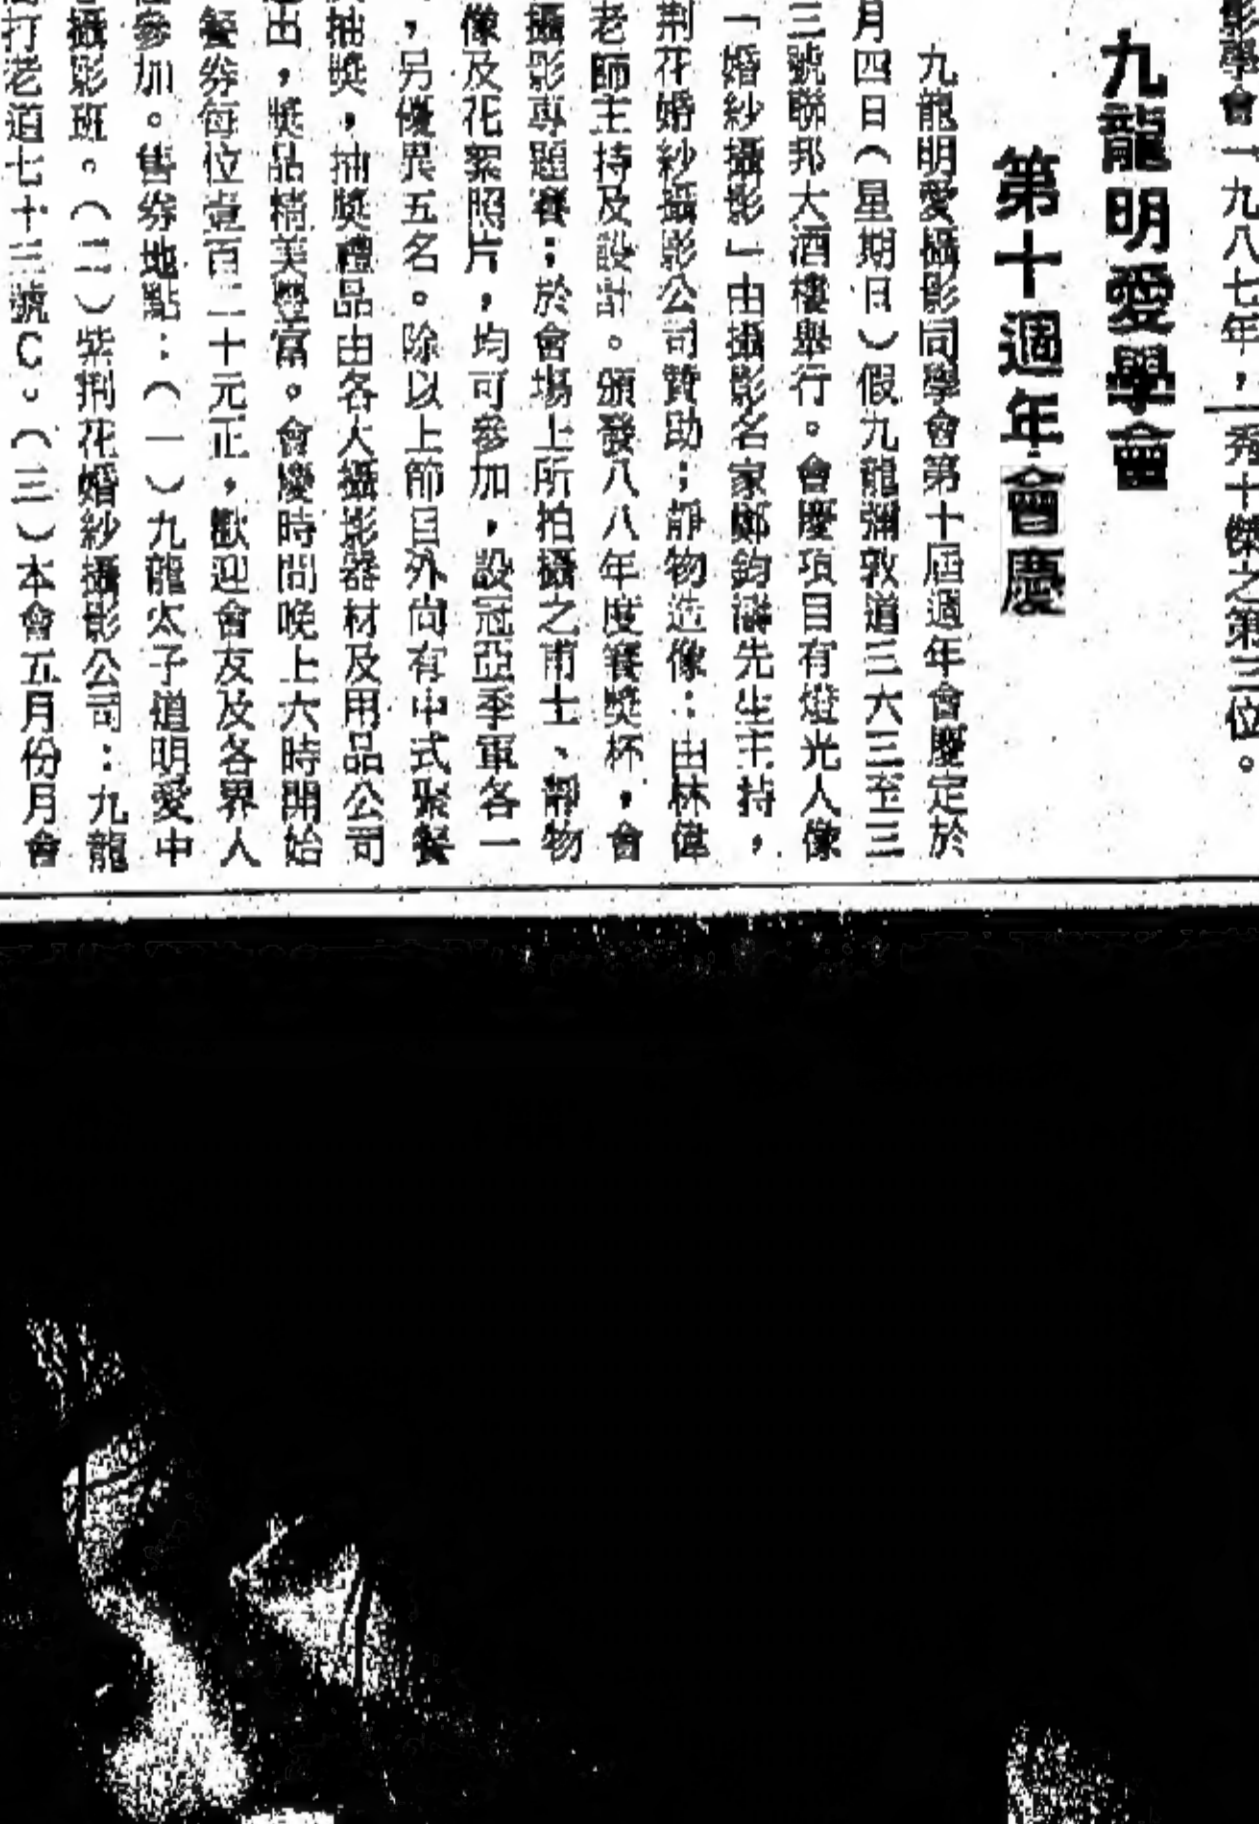 影學會「一九八七年，
秀十傑之第三位。
九龍明愛學會
第十週年會慶
九龍明愛攝影同學會第十屆週年會慶定於
月四日（星期日）假九龍彌敦道三六三至三
三號聯邦大酒樓舉行。會慶項目有燈光人像
「婚紗攝影」由攝影名家鄭鈞濤先生主持，
荆花婚紗攝影公司贊助；靜物造像：由林偉
老師主持及設計。頒發八八年度賽獎杯，會
攝影專題賽；於會場上所拍攝之甫士、靜物
像及花絮照片，均可參加，設冠亞季軍各一
，另優異五名。除以上節目外尚有中式聚餐
抽獎，抽獎禮品由各大攝影器材及用品公司
出，獎品精美豐富。會慶時間晚上六時開始
餐券每位壹百二十元正，歡迎會友及各界人
參加。售券地點：（一）九龍太子道明愛中
攝影班。（二）紫荆花婚紗攝影公司：九龍
打老道七十三號C。（三）本會五月份月會